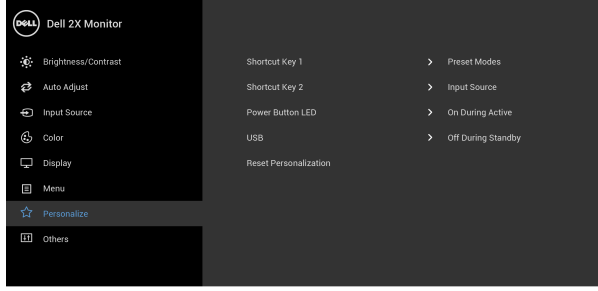 DELL Dell 2X Monitor
Brightness/Contrast
Auto Adjust
Input Source
Color
Display
Menu
Personalize
Others
Shortcut Key 1 > Preset Modes
Shortcut Key 2 > Input Source
Power Button LED > On During Active
USB > Off During Standby
Reset Personalization